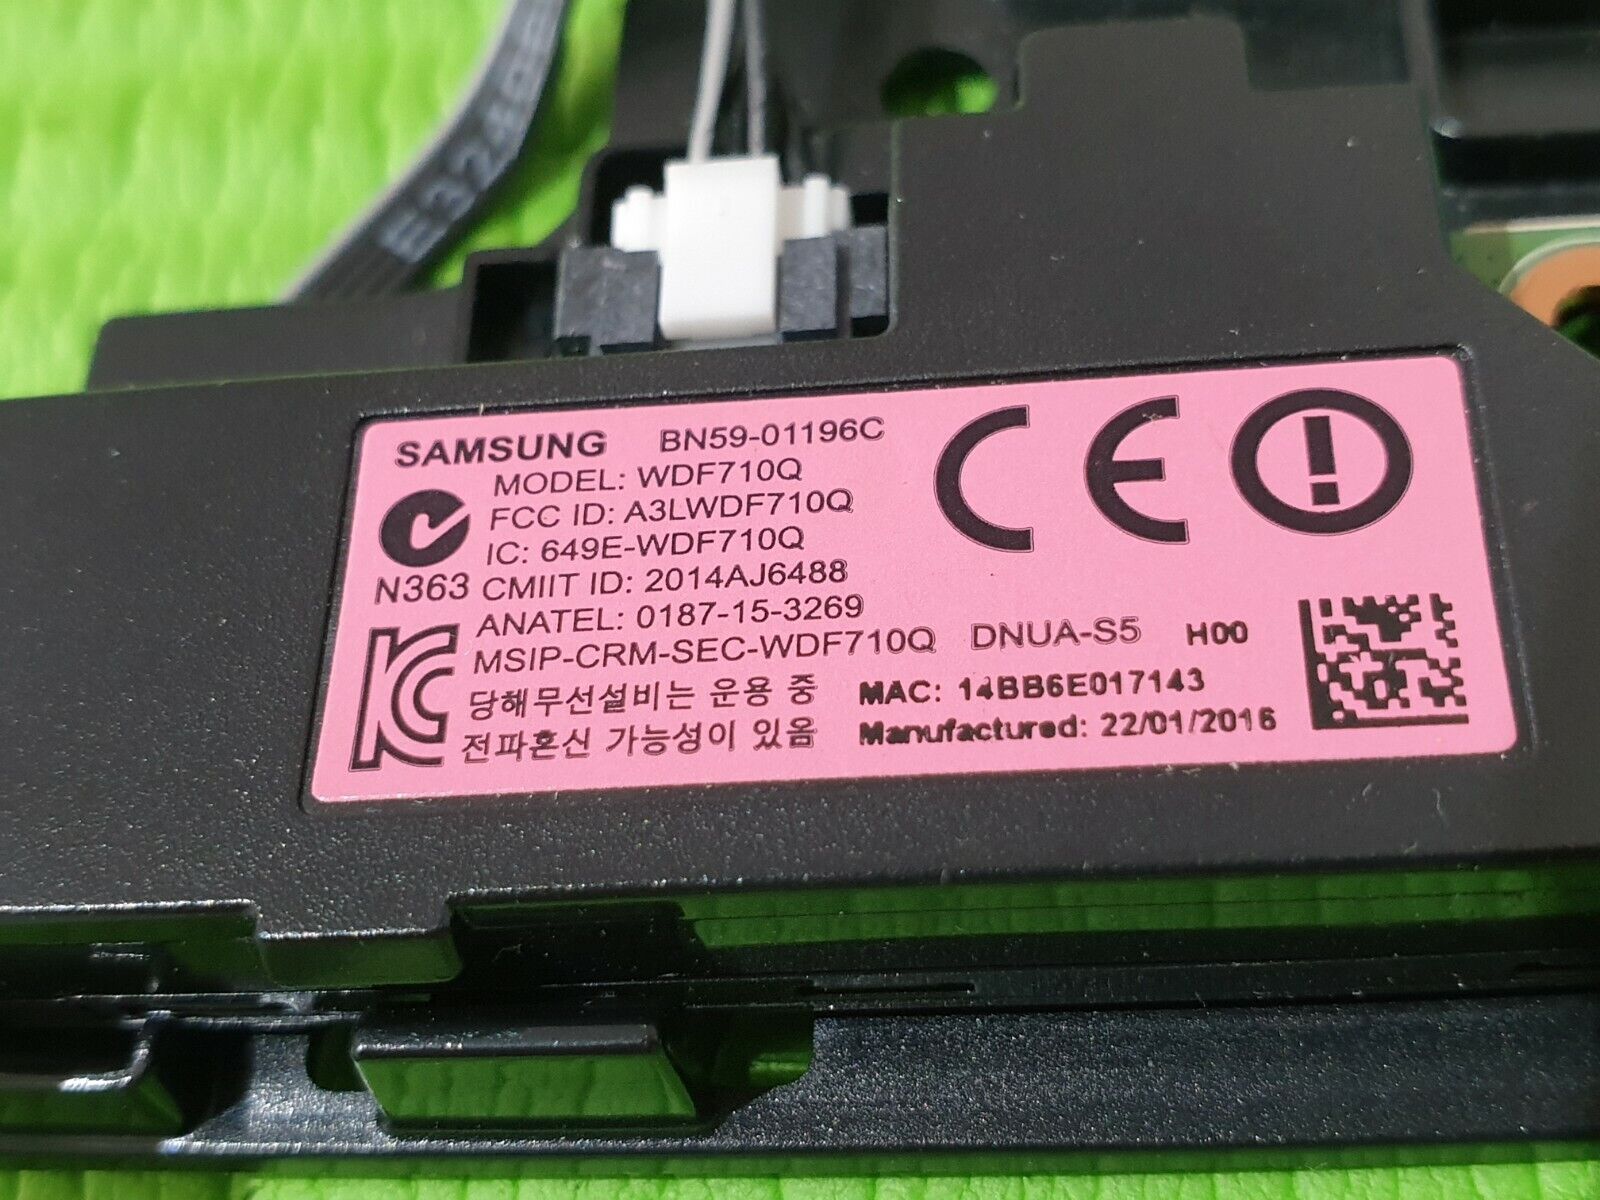 E324985
SAMSUNG BN59-01196C
MODEL: WDF710Q
FCC ID: A3LWDF710Q
IC: 649E-WDF710Q
N363 CMIIT ID: 2014AJ6488
ANATEL: 0187-15-3269
MSIP-CRM-SEC-WDF710Q DNUA-S5 H00
당해무선설비는 운용 중 MAC: 14BB6E017143
전파혼신 가능성이 있음 Manufactured: 22/01/2016
CE